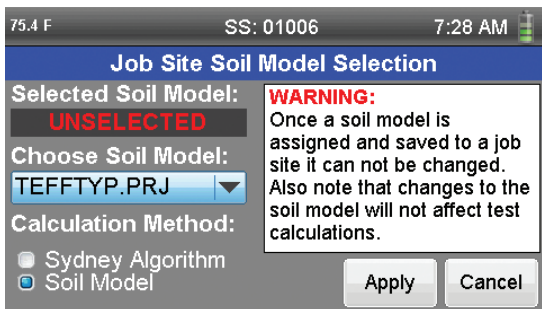 75.4 F SS: 01006 7:28 AM
Job Site Soil Model Selection
Selected Soil Model:
UNSELECTED
Choose Soil Model:
TEFFTYP.PRJ
Calculation Method:
Sydney Algorithm
Soil Model
WARNING:
Once a soil model is
assigned and saved to a job
site it can not be changed.
Also note that changes to the
soil model will not affect test
calculations.
Apply Cancel